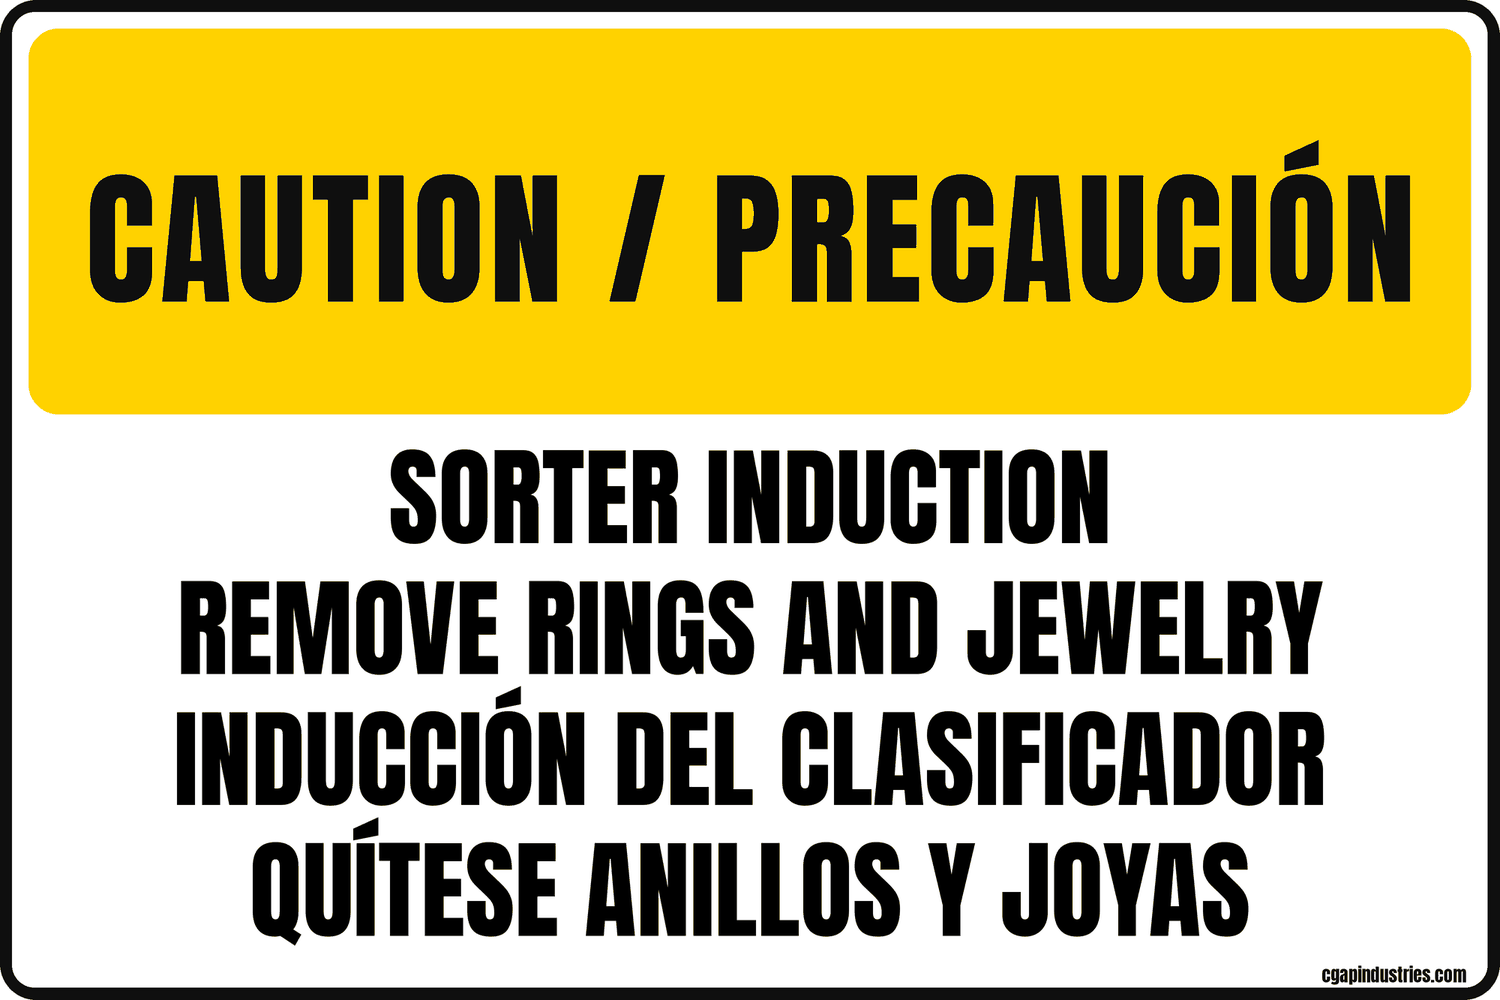 CAUTION / PRECAUCIÓN
SORTER INDUCTION
REMOVE RINGS AND JEWELRY
INDUCCIÓN DEL CLASIFICADOR
QUÍTESE ANILLOS Y JOYAS
cgapindustries.com